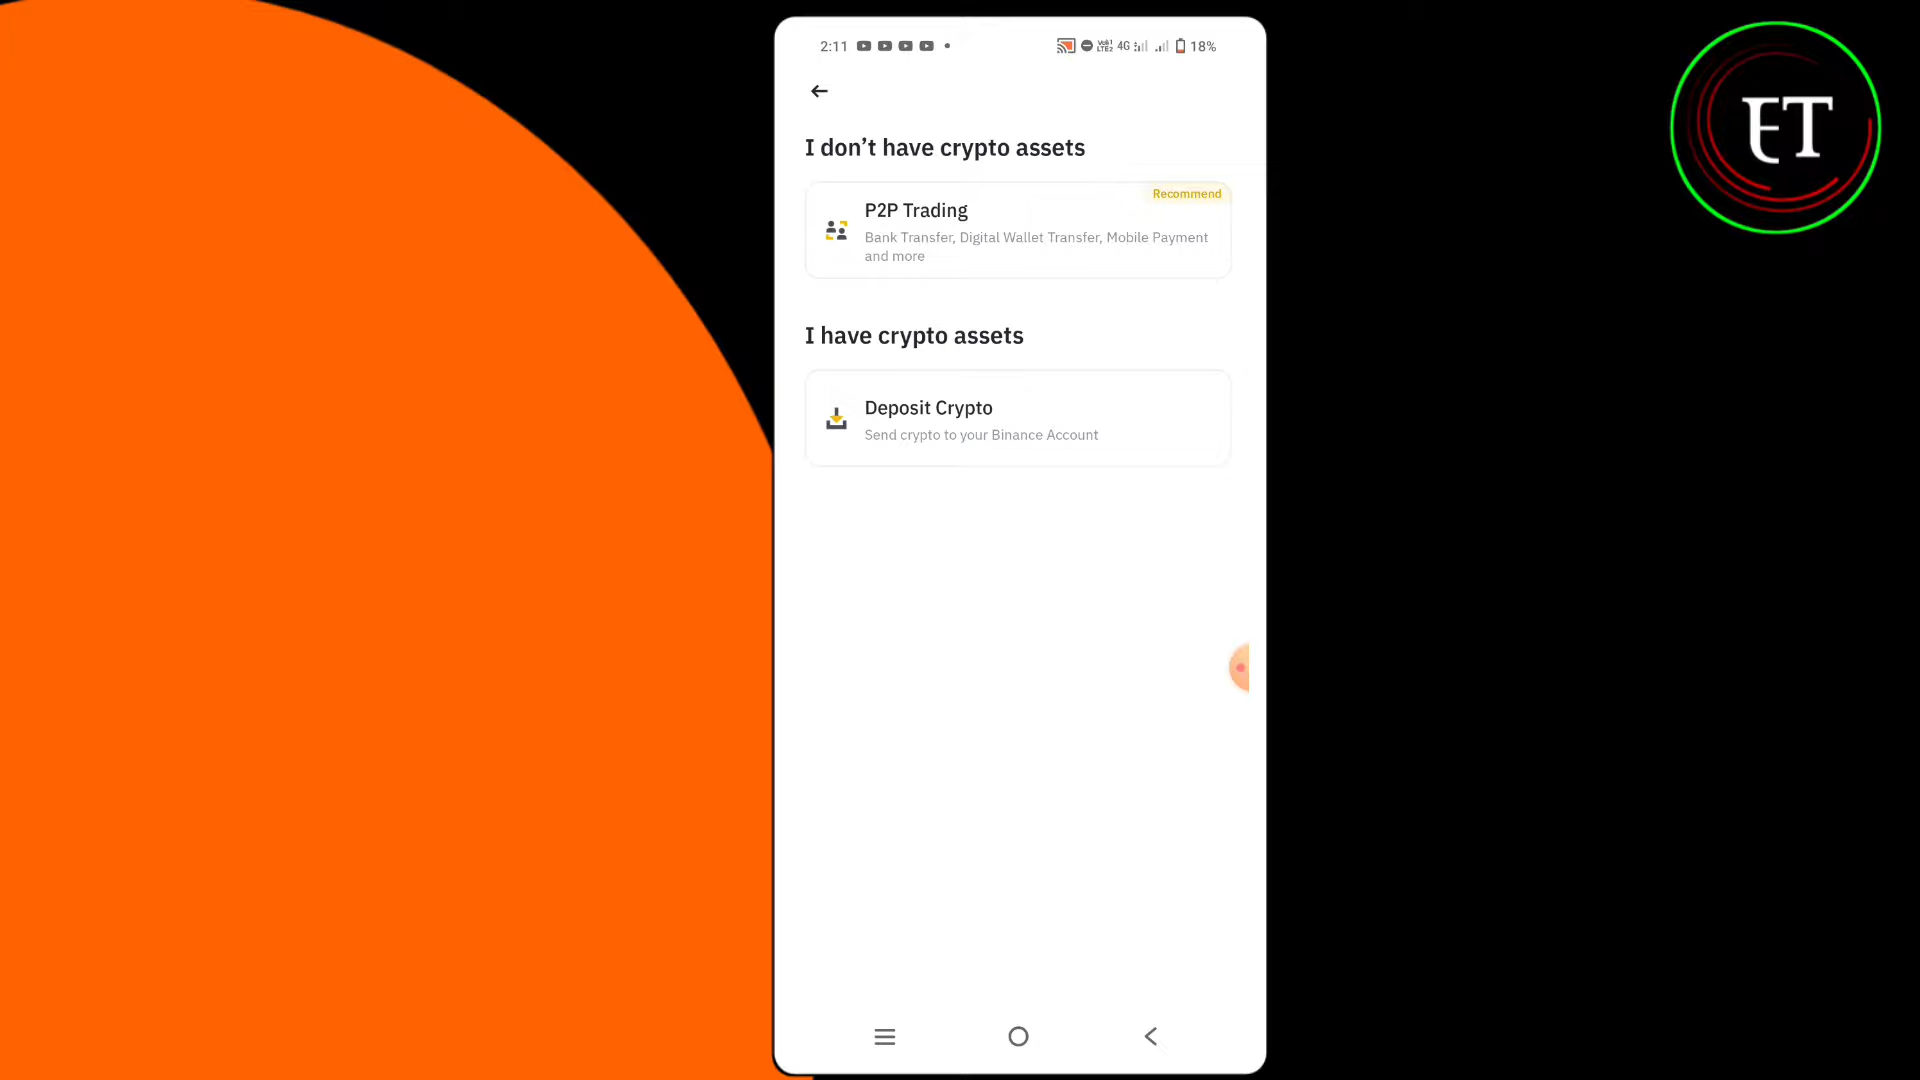 2:11
4G
18%
ET
I don’t have crypto assets
Recommend
P2P Trading
Bank Transfer, Digital Wallet Transfer, Mobile Payment
and more
I have crypto assets
Deposit Crypto
Send crypto to your Binance Account